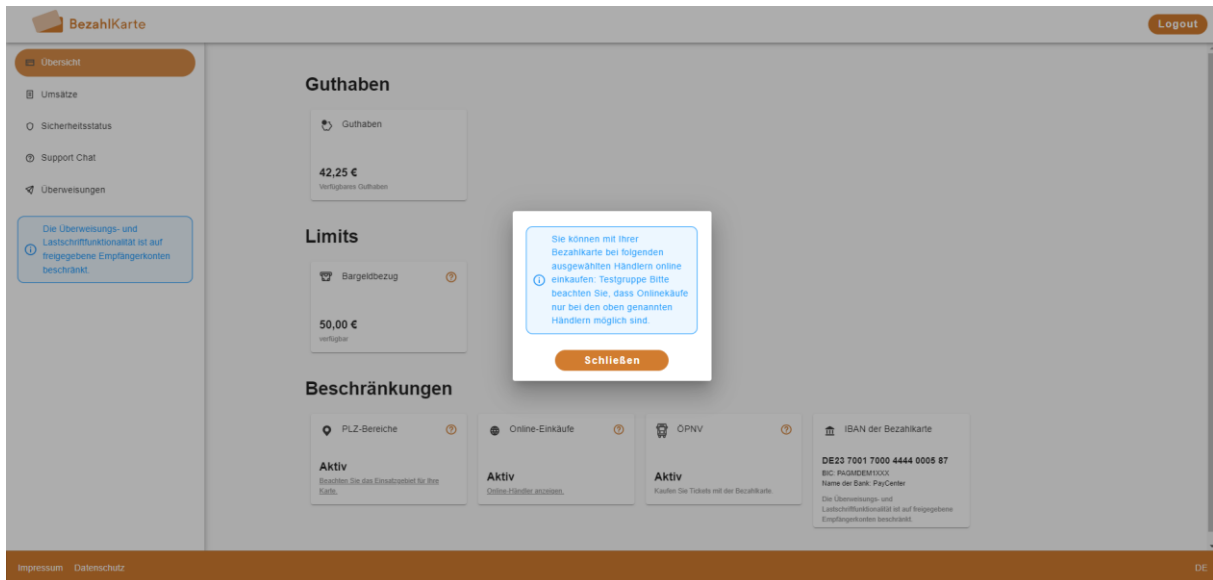 BezahlKarte
Logout
Übersicht
Umsätze
Sicherheitsstatus
Support Chat
Überweisungen
Die Überweisungs- und
Lastschriftfunktionalität ist auf
freigegebene Empfängerkonten
beschränkt.
Guthaben
Guthaben
42,25 €
Verfügbares Guthaben
Limits
Bargeldbezug
50,00 €
verfügbar
Sie können mit Ihrer
Bezahlkarte bei folgenden
ausgewählten Händlern online
einkaufen: Testgruppe Bitte
beachten Sie, dass Onlinekäufe
nur bei den oben genannten
Händlern möglich sind.
Schließen
Beschränkungen
PLZ-Bereiche
Aktiv
Beachten Sie das Einsatzgebiet für Ihre
Karte.
Online-Einkäufe
Aktiv
Online-Händler anzeigen.
ÖPNV
Aktiv
Kaufen Sie Tickets mit der Bezahlkarte.
IBAN der Bezahlkarte
DE23 7001 7000 4444 0005 87
BIC: PAGMDEM1XXX
Name der Bank: PayCenter
Die Überweisungs- und
Lastschriftfunktionalität ist auf freigegebene
Empfängerkonten beschränkt.
Impressum Datenschutz
DE